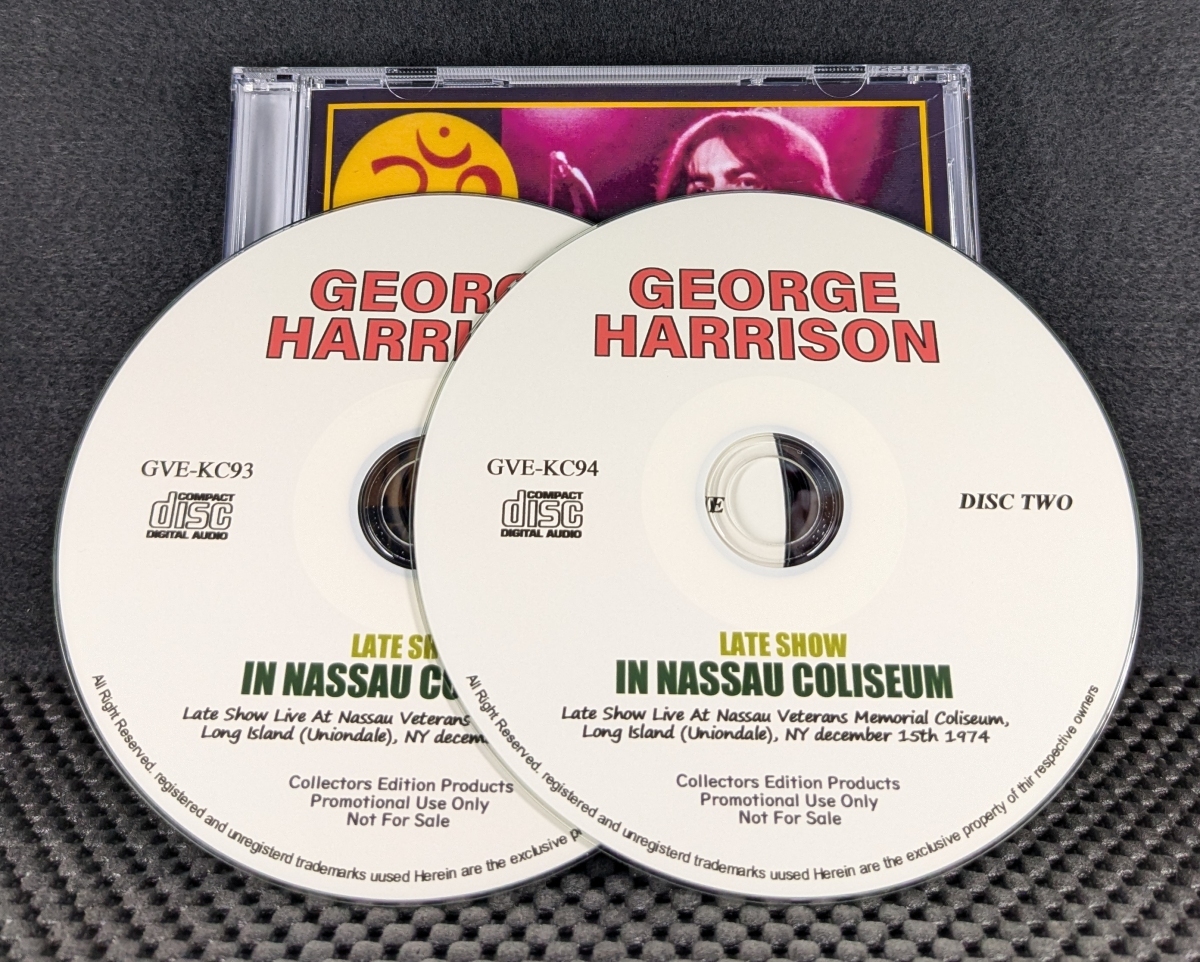 GEORG
HARRI
GVE-KC93
COMPACT
disc
DIGITAL AUDIO
LATE SH
IN NASSAU CO
Late Show Live At Nassau Veterans
Long Island (Uniondale), NY decem
Collectors Edition Products
Promotional Use Only
Not For Sale
All Right Reserved. registered and unregisterd trademarks uused Herein are the exclusive p
GEORGE
HARRISON
GVE-KC94
COMPACT
disc
DIGITAL AUDIO
E
DISC TWO
LATE SHOW
IN NASSAU COLISEUM
Late Show Live At Nassau Veterans Memorial Coliseum,
Long Island (Uniondale), NY december 15th 1974
Collectors Edition Products
Promotional Use Only
Not For Sale
All Right Reserved. registered and unregisterd trademarks uused Herein are the exclusive property of thir respective owners